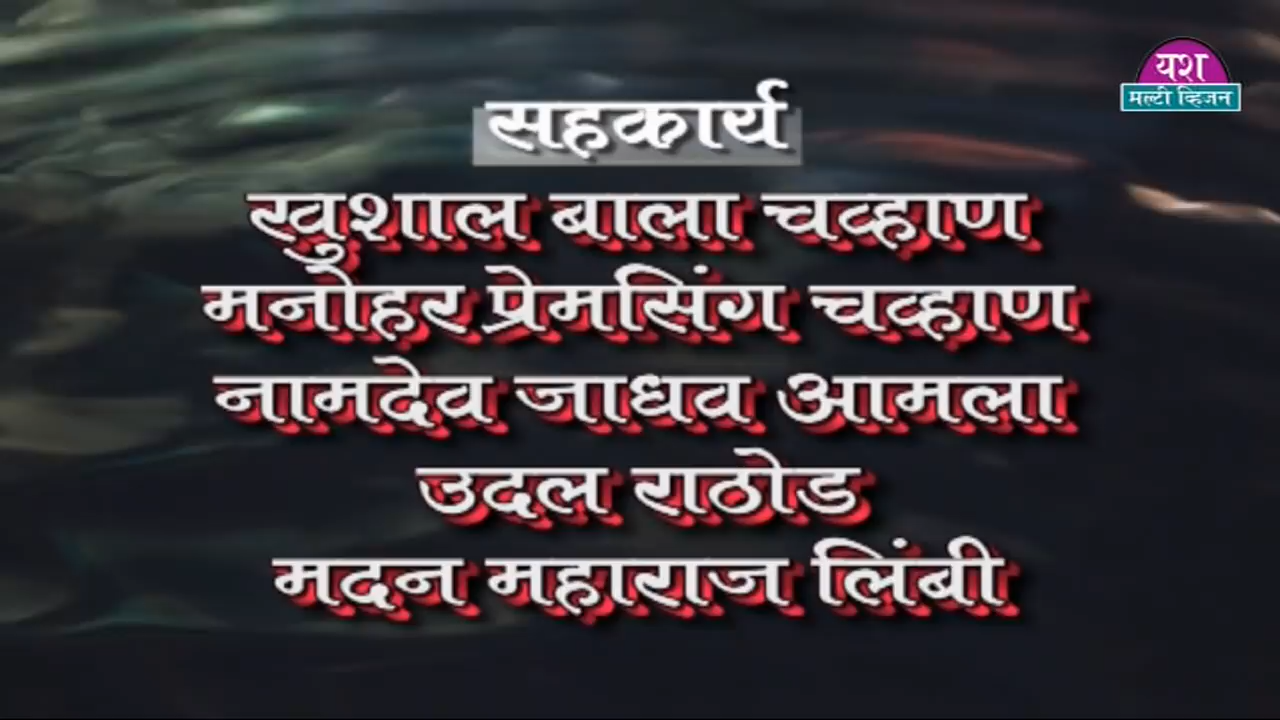 यश
मल्टी व्हिजन
सहकार्य
खुशाल बाला चव्हाण
मनोहर प्रेमसिंग चव्हाण
नामदेव जाधव आमला
उदल राठोड
मदन महाराज लिंबी